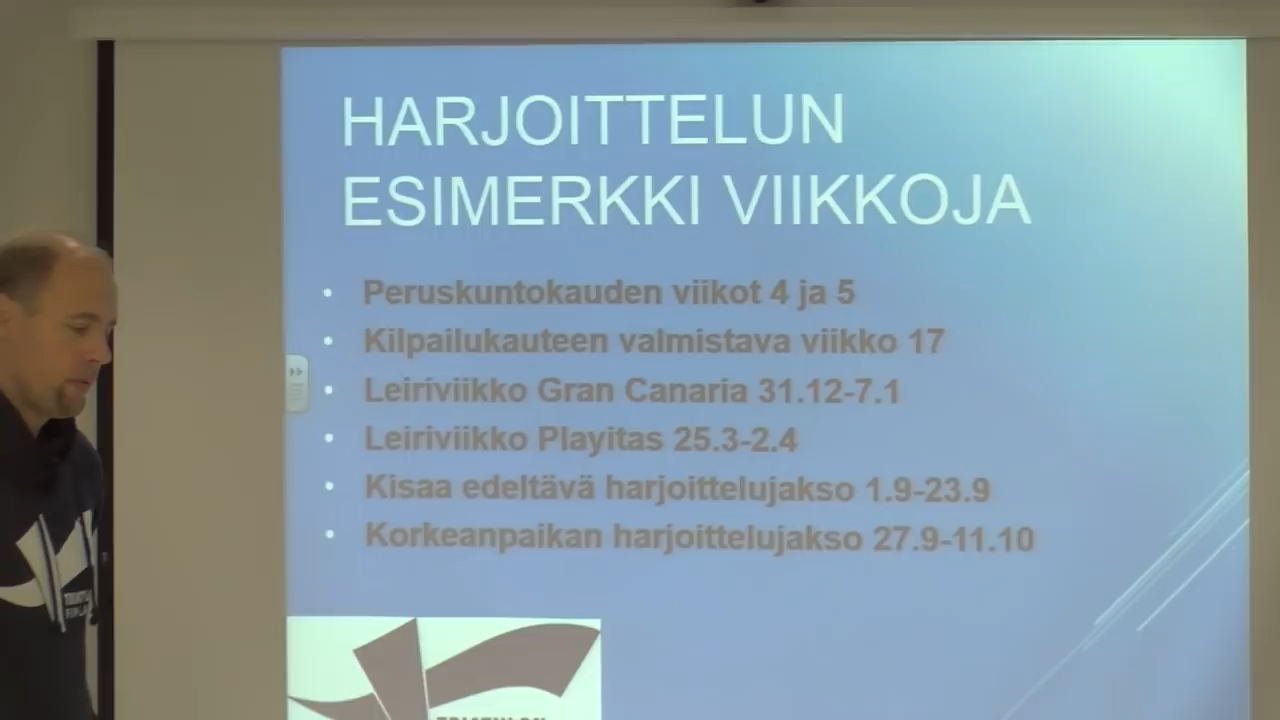 HARJOITTELUN
ESIMERKKI VIIKKOJA
• Peruskuntokauden viikot 4 ja 5
• Kilpailukauteen valmistava viikko 17
• Leiriviikko Gran Canaria 31.12-7.1
• Leiriviikko Playitas 25.3-2.4
• Kisaa edeltävä harjoittelujakso 1.9-23.9
• Korkeanpaikan harjoittelujakso 27.9-11.10